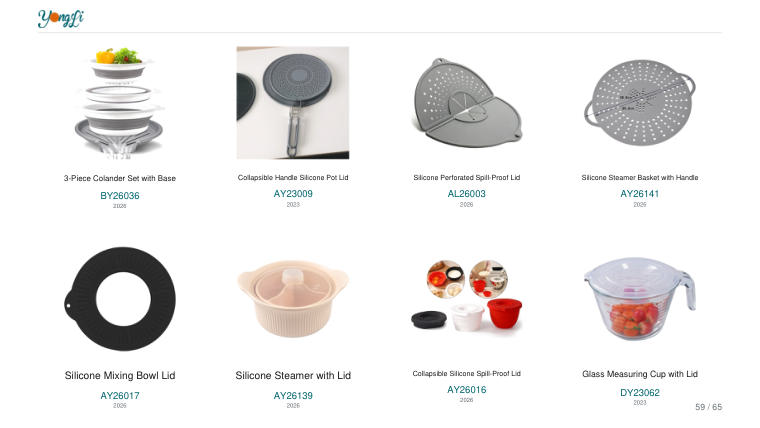 YongLi
3-Piece Colander Set with Base
BY26036
2026
Collapsible Handle Silicone Pot Lid
AY23009
2023
Silicone Perforated Spill-Proof Lid
AL26003
2026
Silicone Steamer Basket with Handle
AY26141
2026
Silicone Mixing Bowl Lid
AY26017
2026
Silicone Steamer with Lid
AY26139
2026
Collapsible Silicone Spill-Proof Lid
AY26016
2026
Glass Measuring Cup with Lid
DY23062
2023
59 / 65